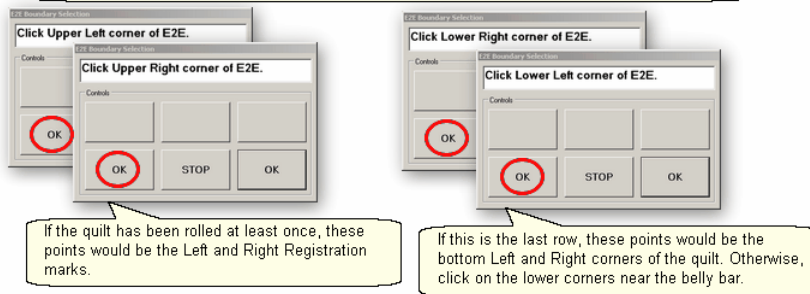 E2E Boundary Selection
Click Upper Left corner of E2E.
Controls
OK
E2E Boundary Selection
Click Upper Right corner of E2E.
Controls
OK
STOP
OK
If the quilt has been rolled at least once, these
points would be the Left and Right Registration
marks.
E2E Boundary Selection
Click Lower Right corner of E2E.
Controls
OK
E2E Boundary Selection
Click Lower Left corner of E2E.
Controls
OK
STOP
OK
If this is the last row, these points would be the
bottom Left and Right corners of the quilt. Otherwise,
click on the lower corners near the belly bar.